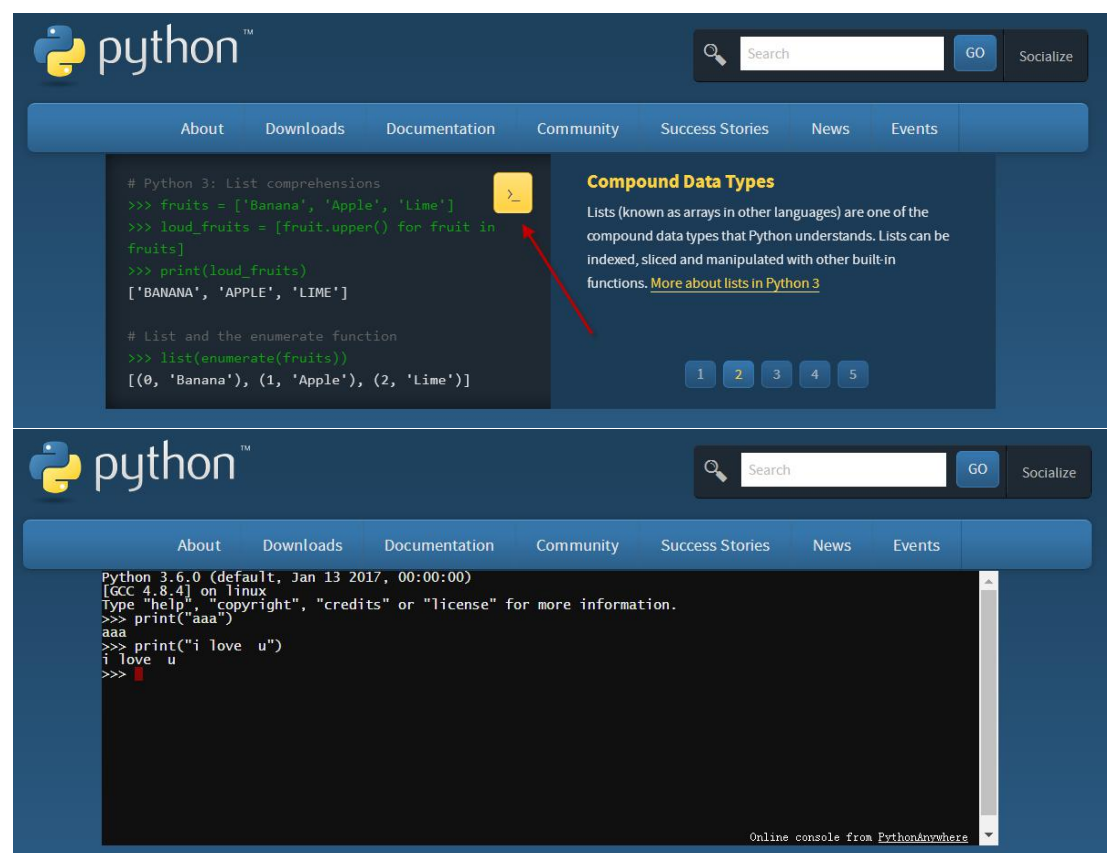 python™
Search
GO
Socialize
About Downloads Documentation Community Success Stories News Events
# Python 3: List comprehensions
>>> fruits = ['Banana', 'Apple', 'Lime']
>>> loud_fruits = [fruit.upper() for fruit in
fruits]
>>> print(loud_fruits)
['BANANA', 'APPLE', 'LIME']
# List and the enumerate function
>>> list(enumerate(fruits))
[(0, 'Banana'), (1, 'Apple'), (2, 'Lime')]
>_
Compound Data Types
Lists (known as arrays in other languages) are one of the
compound data types that Python understands. Lists can be
indexed, sliced and manipulated with other built-in
functions. More about lists in Python 3
1 2 3 4 5
python™
Search
GO
Socialize
About Downloads Documentation Community Success Stories News Events
Python 3.6.0 (default, Jan 13 2017, 00:00:00)
[GCC 4.8.4] on linux
Type "help", "copyright", "credits" or "license" for more information.
>>> print("aaa")
aaa
>>> print("i love  u")
i love  u
>>>
Online console from PythonAnywhere